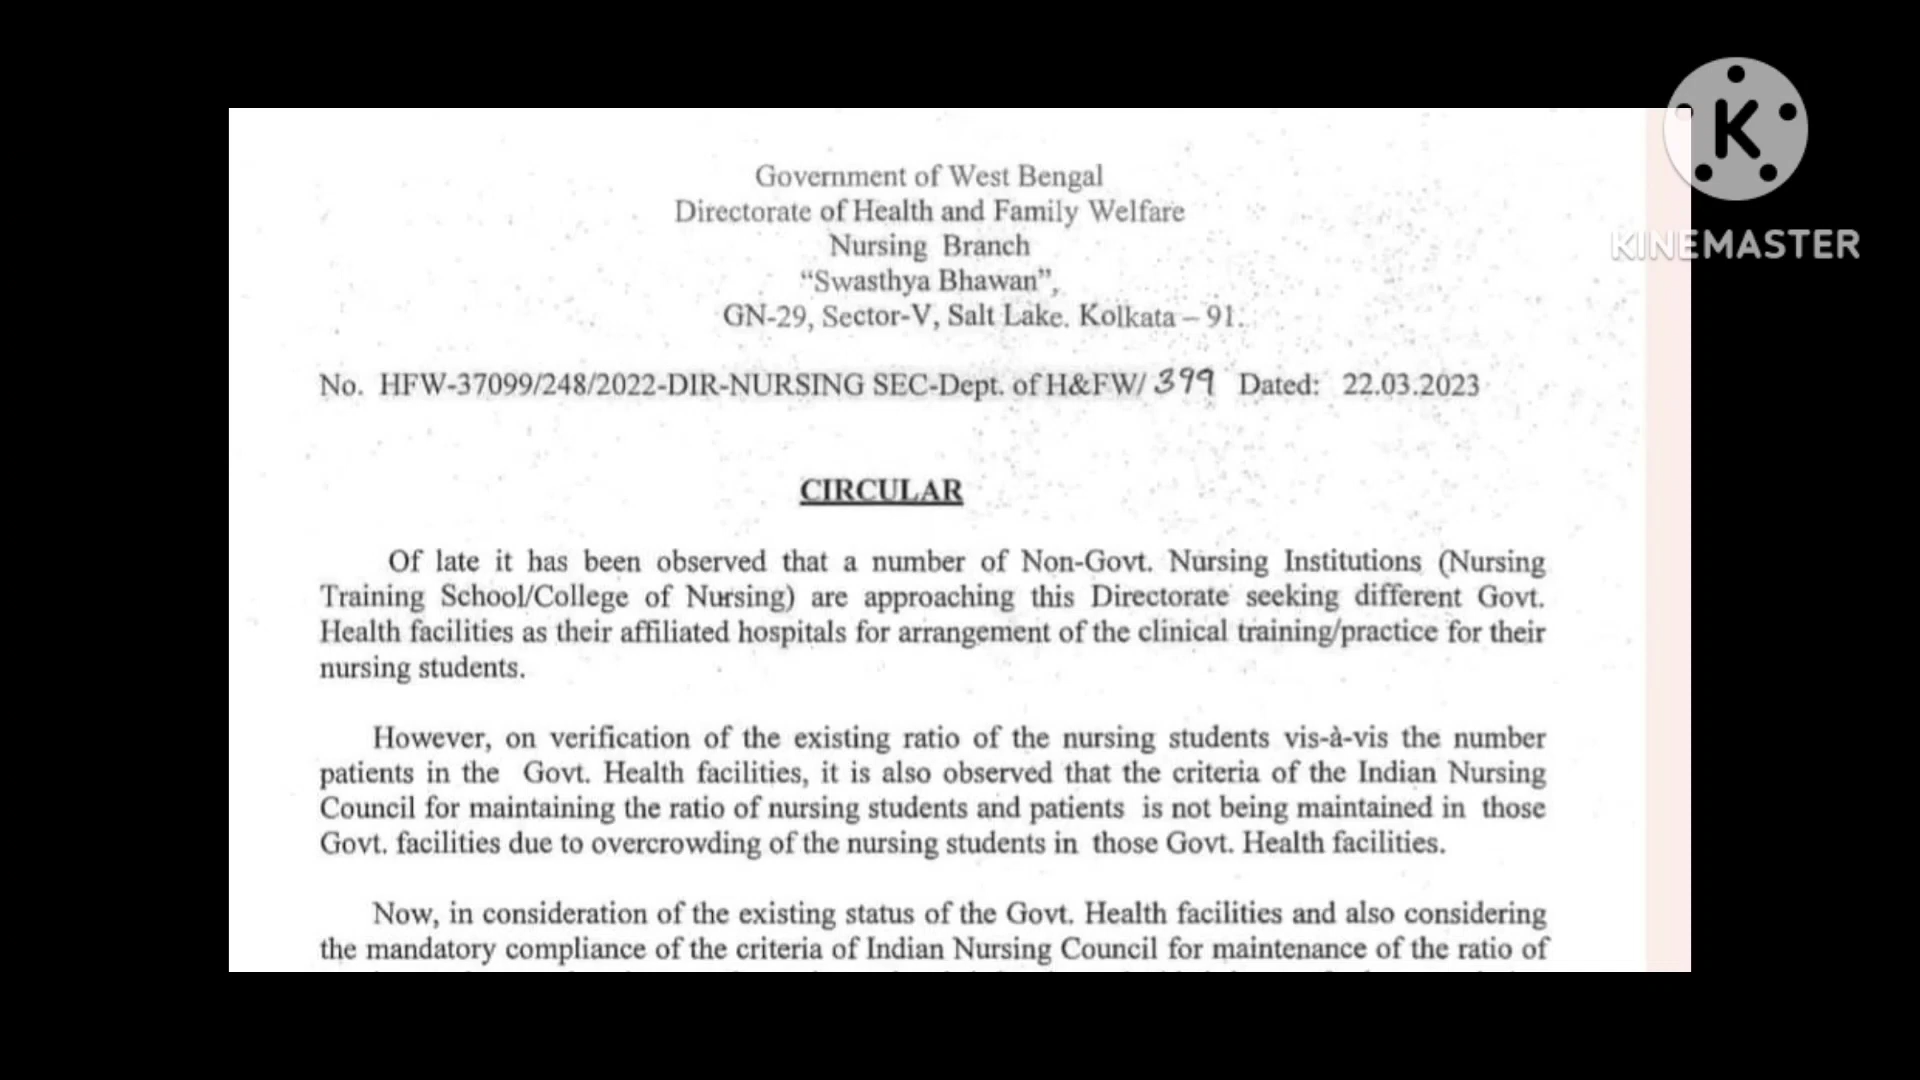 Government of West Bengal
Directorate of Health and Family Welfare
Nursing Branch
“Swasthya Bhawan”,
GN-29, Sector-V, Salt Lake. Kolkata – 91.
No. HFW-37099/248/2022-DIR-NURSING SEC-Dept. of H&FW/ 399 Dated: 22.03.2023
CIRCULAR
Of late it has been observed that a number of Non-Govt. Nursing Institutions (Nursing
Training School/College of Nursing) are approaching this Directorate seeking different Govt.
Health facilities as their affiliated hospitals for arrangement of the clinical training/practice for their
nursing students.
However, on verification of the existing ratio of the nursing students vis-à-vis the number
patients in the Govt. Health facilities, it is also observed that the criteria of the Indian Nursing
Council for maintaining the ratio of nursing students and patients is not being maintained in those
Govt. facilities due to overcrowding of the nursing students in those Govt. Health facilities.
Now, in consideration of the existing status of the Govt. Health facilities and also considering
the mandatory compliance of the criteria of Indian Nursing Council for maintenance of the ratio of
K
KINEMASTER